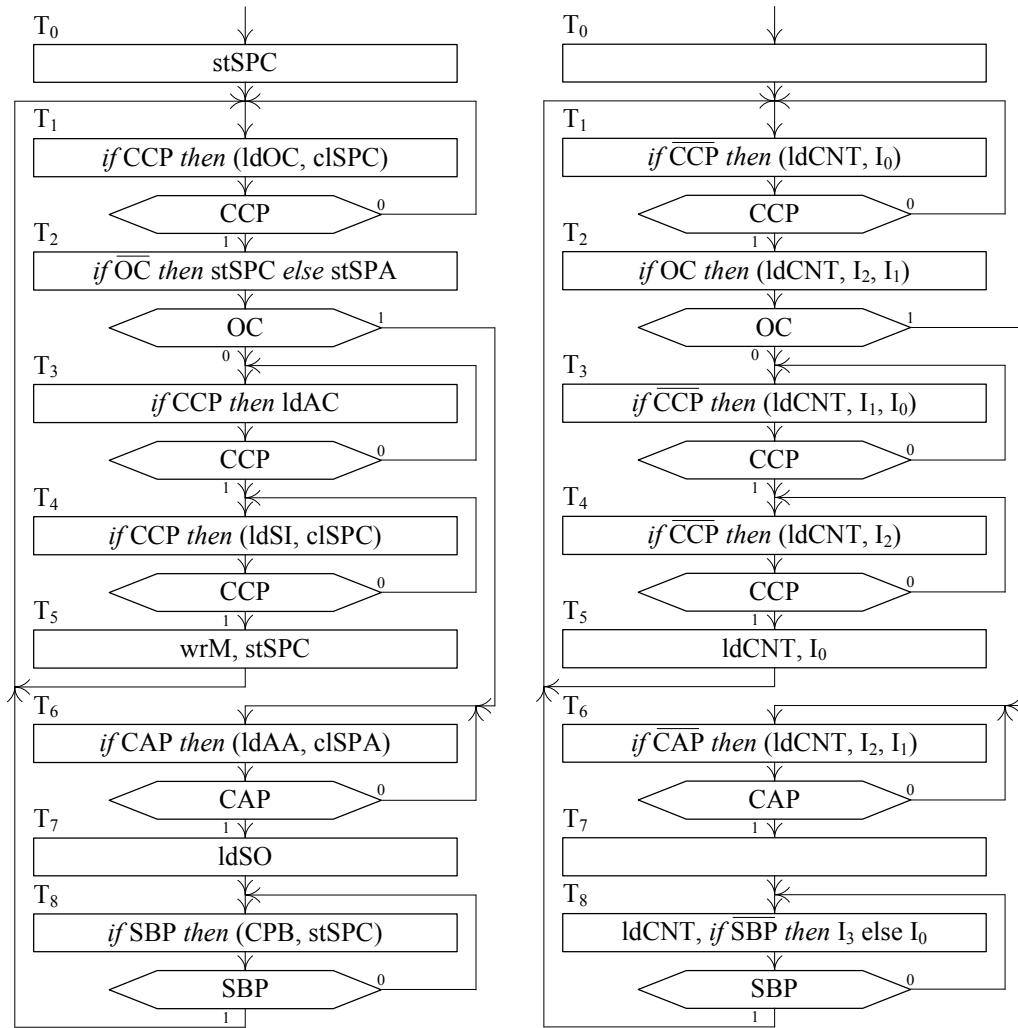 T₀
stSPC
T₁
if CCP then (ldOC, clSPC)
CCP 0
1
T₂
if O̅C̅ then stSPC else stSPA
OC 1
0
T₃
if CCP then ldAC
CCP 0
1
T₄
if CCP then (ldSI, clSPC)
CCP 0
1
T₅
wrM, stSPC
T₆
if CAP then (ldAA, clSPA)
CAP 0
1
T₇
ldSO
T₈
if SBP then (CPB, stSPC)
SBP 0
1
T₀
T₁
if C̅C̅P̅ then (ldCNT, I₀)
CCP 0
1
T₂
if OC then (ldCNT, I₂, I₁)
OC 1
0
T₃
if C̅C̅P̅ then (ldCNT, I₁, I₀)
CCP 0
1
T₄
if C̅C̅P̅ then (ldCNT, I₂)
CCP 0
1
T₅
ldCNT, I₀
T₆
if C̅A̅P̅ then (ldCNT, I₂, I₁)
CAP 0
1
T₇
T₈
ldCNT, if S̅B̅P̅ then I₃ else I₀
SBP 0
1